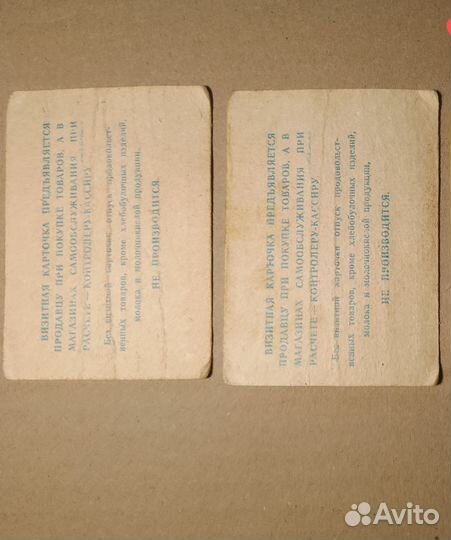 ВИЗИТНАЯ КАРТОЧКА ПРЕДЪЯВЛЯЕТСЯ
ПРОДАВЦУ ПРИ ПОКУПКЕ ТОВАРОВ, А В
МАГАЗИНАХ САМООБСЛУЖИВАНИЯ ПРИ
РАСЧЕТЕ — КОНТРОЛЕРУ-КАССИРУ
Без визитной карточки отпуск продовольст-
венных товаров, кроме хлебобулочных изделий,
молока и молочнокислой продукции,
НЕ ПРОИЗВОДИТСЯ.
ВИЗИТНАЯ КАРТОЧКА ПРЕДЪЯВЛЯЕТСЯ
ПРОДАВЦУ ПРИ ПОКУПКЕ ТОВАРОВ, А В
МАГАЗИНАХ САМООБСЛУЖИВАНИЯ ПРИ
РАСЧЕТЕ — КОНТРОЛЕРУ-КАССИРУ
Без визитной карточки отпуск продовольст-
венных товаров, кроме хлебобулочных изделий,
молока и молочнокислой продукции,
НЕ ПРОИЗВОДИТСЯ.
Avito